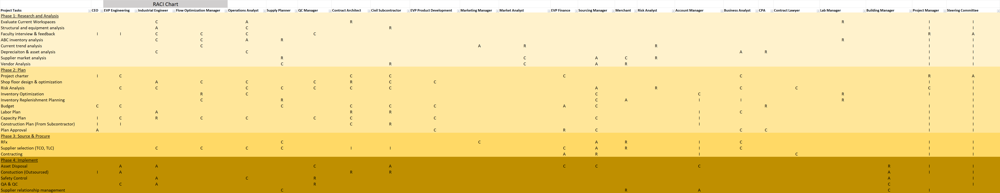 RACI Chart
Project Tasks CEO EVP Engineering Industrial Engineer Flow Optimization Manager Operations Analyst Supply Planner QC Manager Contract Architect Civil Subcontractor EVP Product Development Marketing Manager Market Analyst EVP Finance Sourcing Manager Merchant Risk Analyst Account Manager Business Analyst CPA Contract Lawyer Lab Manager Building Manager Project Manager Steering Committee
Phase 1: Research and Analysis
Evaluate Current Workspaces C A R R I I
Structural and equipment analysis A C R I I
Faculty interview & feedback I I C C C C R A
ABC inventory analysis C C A R R I I
Current trend analysis C A R R I I
Depreciaiton & asset analysis C C A R I I
Supplier market analysis R C A C R I I
Vendor Analysis C R C A R I I
Phase 2: Plan
Project charter I C C C C C R A
Shop floor design & optimization A C C C R C C I I
Risk Analysis C C C C C C C A R C C C I
Inventory Optimization R C C C R I I
Inventory Replenishment Planning C R C A I I R I
Budget C C C C C C A C R I I
Labor Plan A R R I C I I
Capacity Plan I C R C C C C C C I I I
Construction Plan (From Subcontractor) I I C R I I I
Plan Approval A C R C C C I I
Phase 3: Source & Procure
RFx C C A R I C I I
Supplier selection (TCO, TLC) C C C C I I C A R I C I I
Contracting A R I C I I
Phase 4: Implement
Asset Disposal A A C A C C C R I I
Constuction (Outsourced) I A R R A I I
Safety Control A C R A I
QA & QC C A R C I
Supplier relationship management C R A C I